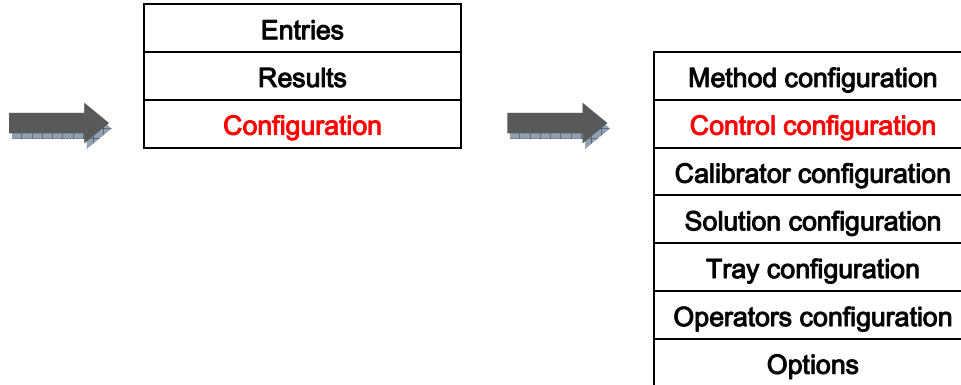 Entries
Results
Configuration
Method configuration
Control configuration
Calibrator configuration
Solution configuration
Tray configuration
Operators configuration
Options